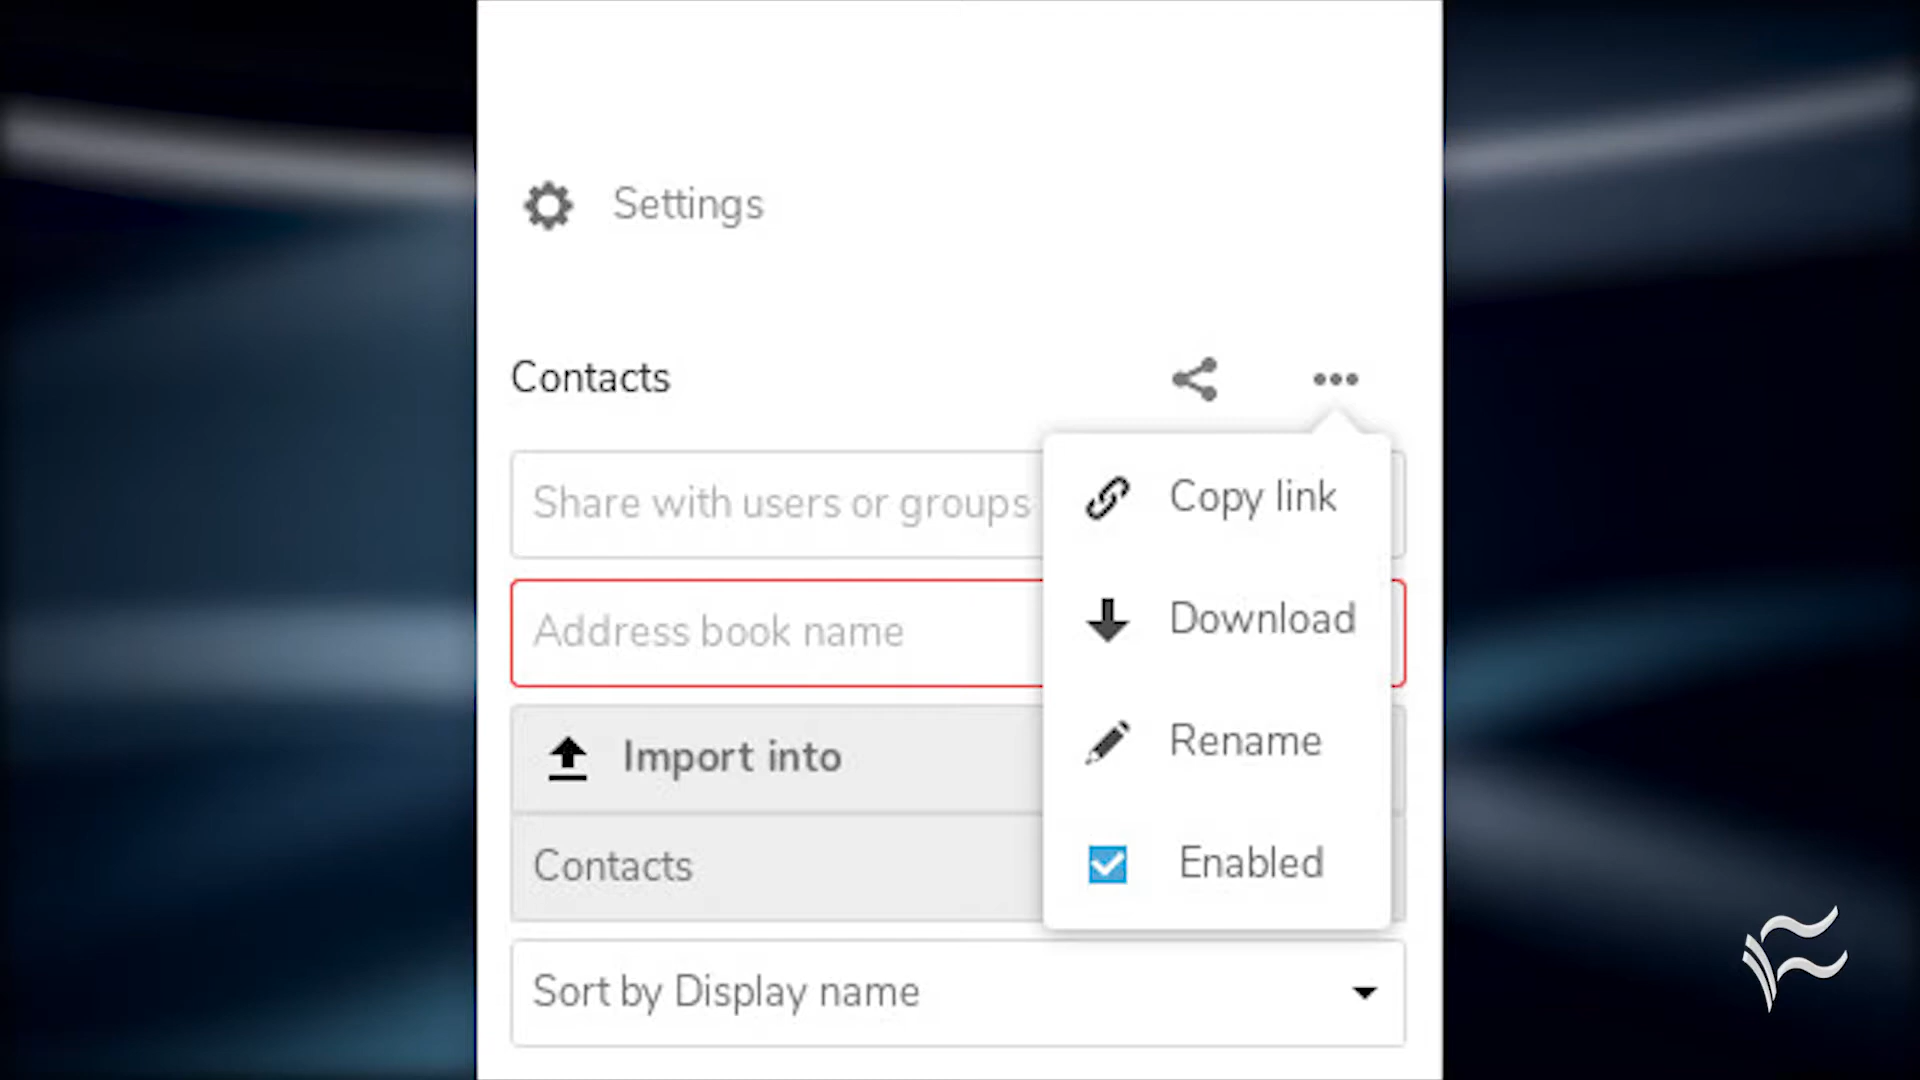 Settings
Contacts
Share with users or groups
Copy link
Address book name
Download
Import into
Rename
Contacts
Enabled
Sort by Display name